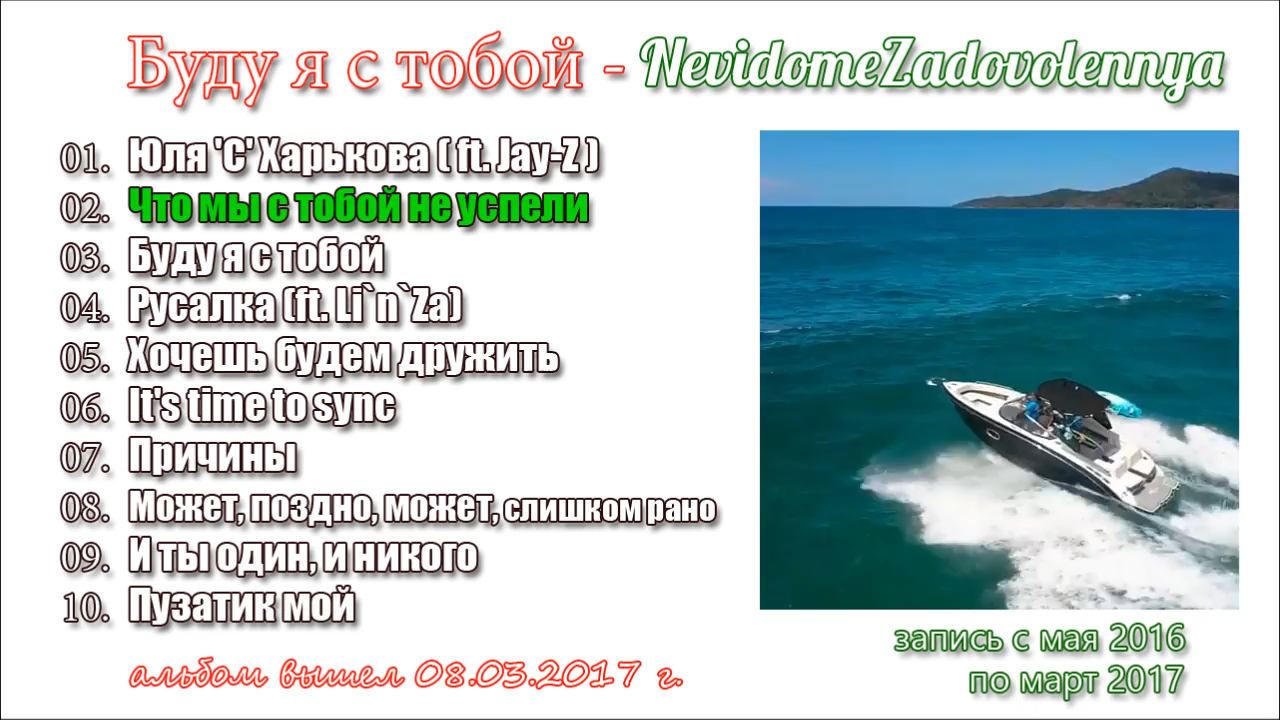 Буду я с тобой - NevidomeZadovolennya
01. Юля 'С' Харькова ( ft. Jay-Z )
02. Что мы с тобой не успели
03. Буду я с тобой
04. Русалка (ft. Li`n`Za)
05. Хочешь будем дружить
06. It's time to sync
07. Причины
08. Может, поздно, может, слишком рано
09. И ты один, и никого
10. Пузатик мой
альбом вышел 08.03.2017 г.
запись с мая 2016
по март 2017